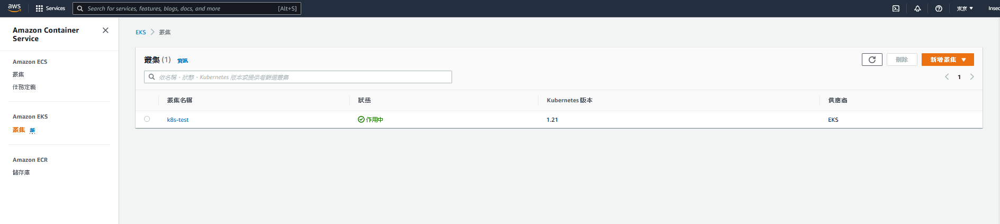 aws
Services
Search for services, features, blogs, docs, and more
[Alt+S]
東京
Amazon Container
Service
Amazon ECS
叢集
任務定義
Amazon EKS
叢集 新
Amazon ECR
儲存庫
EKS
叢集
叢集 (1) 資訊
刪除
新增叢集
依名稱、狀態、Kubernetes 版本或提供者篩選叢集
1
叢集名稱
狀態
Kubernetes 版本
供應商
k8s-test
作用中
1.21
EKS